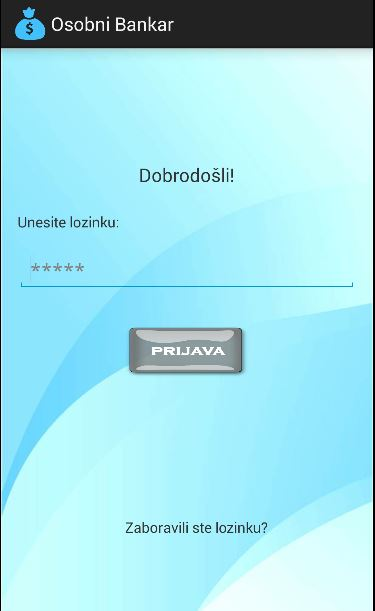 Osobni Bankar
Dobrodošli!
Unesite lozinku:
*****
PRIJAVA
Zaboravili ste lozinku?